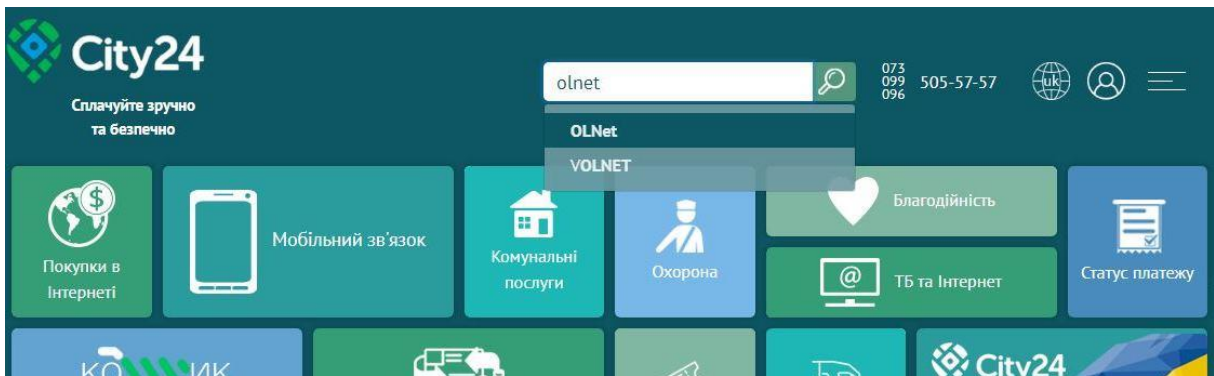 City24
Сплачуйте зручно
та безпечно
olnet
073
099
096
505-57-57
uk
OLNet
VOLNET
Покупки в
Інтернеті
Мобільний зв'язок
Комунальні
послуги
Охорона
Благодійність
@
ТБ та Інтернет
Статус платежу
City24